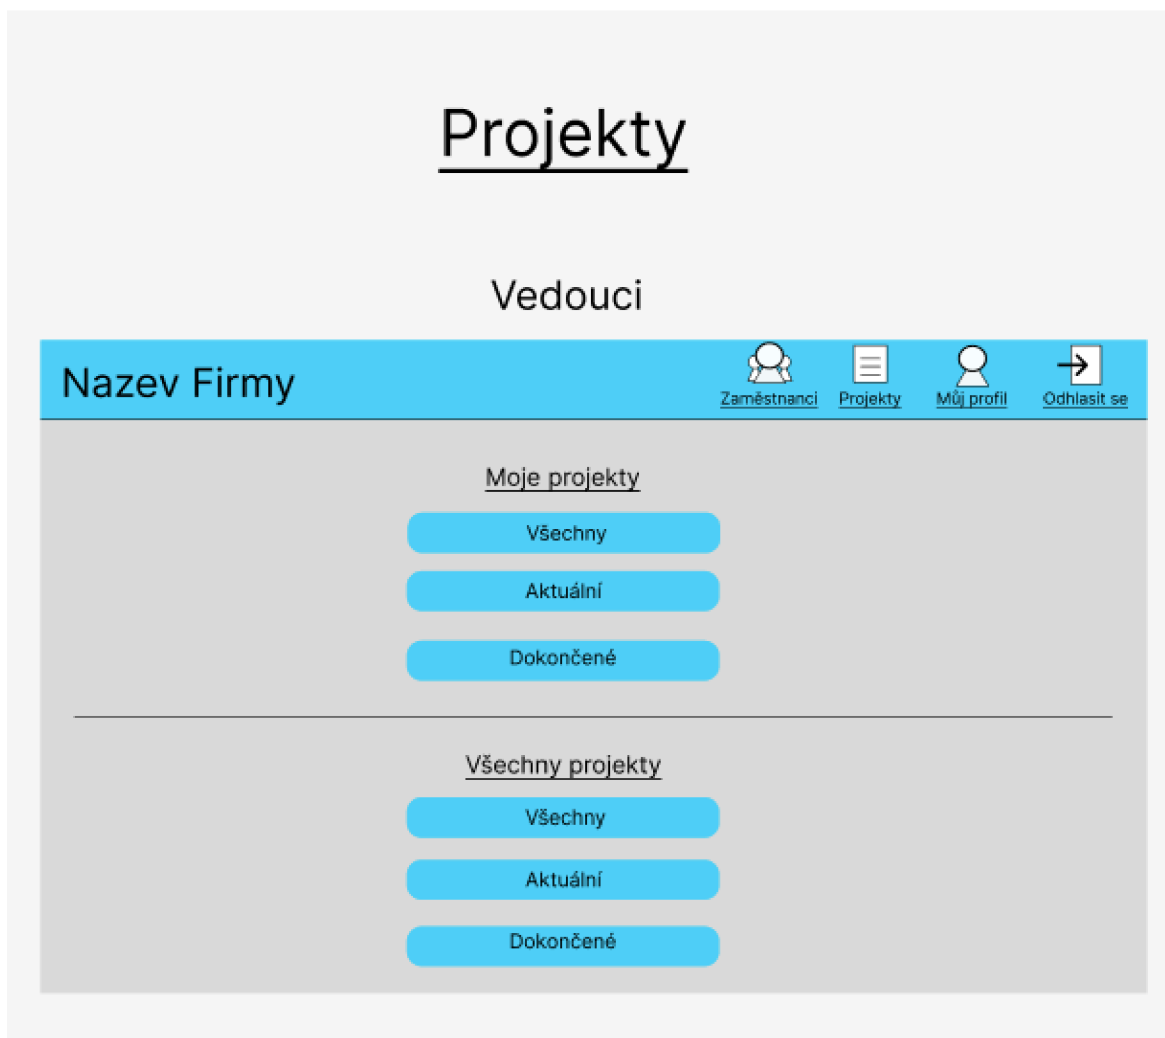 Projekty
Vedouci
Nazev Firmy
Zaměstnanci
Projekty
Můj profil
Odhlasit se
Moje projekty
Všechny
Aktuální
Dokončené
Všechny projekty
Všechny
Aktuální
Dokončené